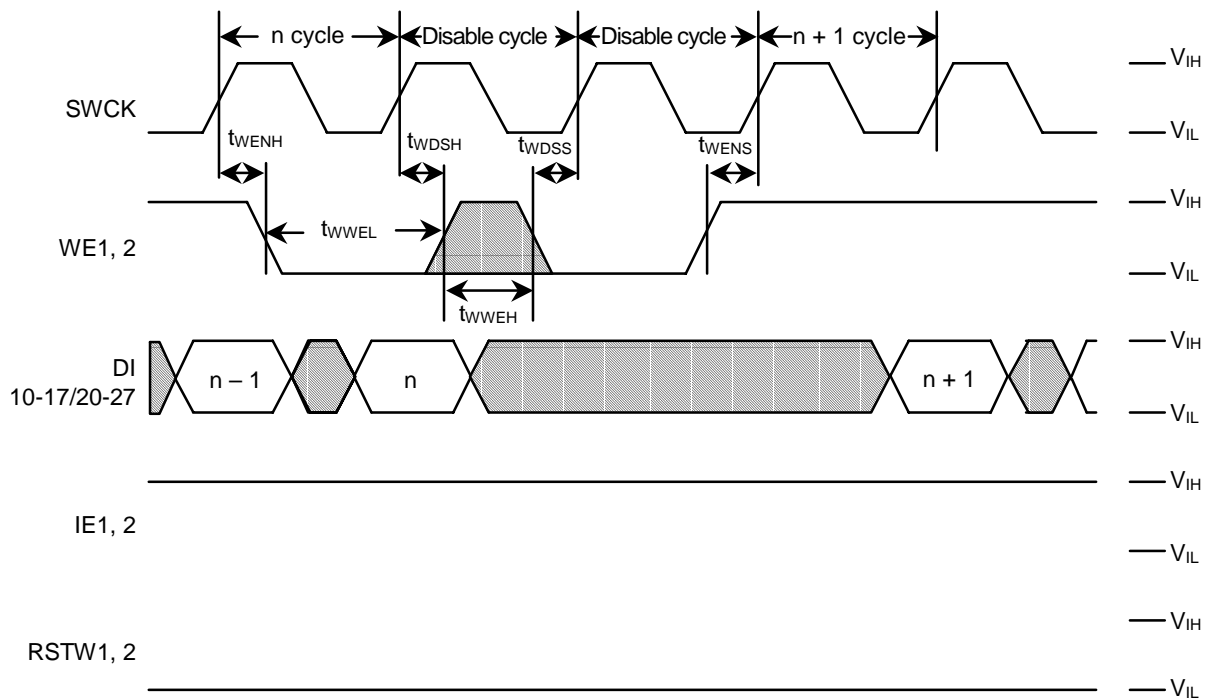 n cycle
Disable cycle
Disable cycle
n + 1 cycle
SWCK
VIH
VIL
tWENH
tWDSH
tWDSS
tWENS
WE1, 2
tWWEL
tWWEH
VIH
VIL
DI
10-17/20-27
n – 1
n
n + 1
VIH
VIL
IE1, 2
VIH
VIL
RSTW1, 2
VIH
VIL